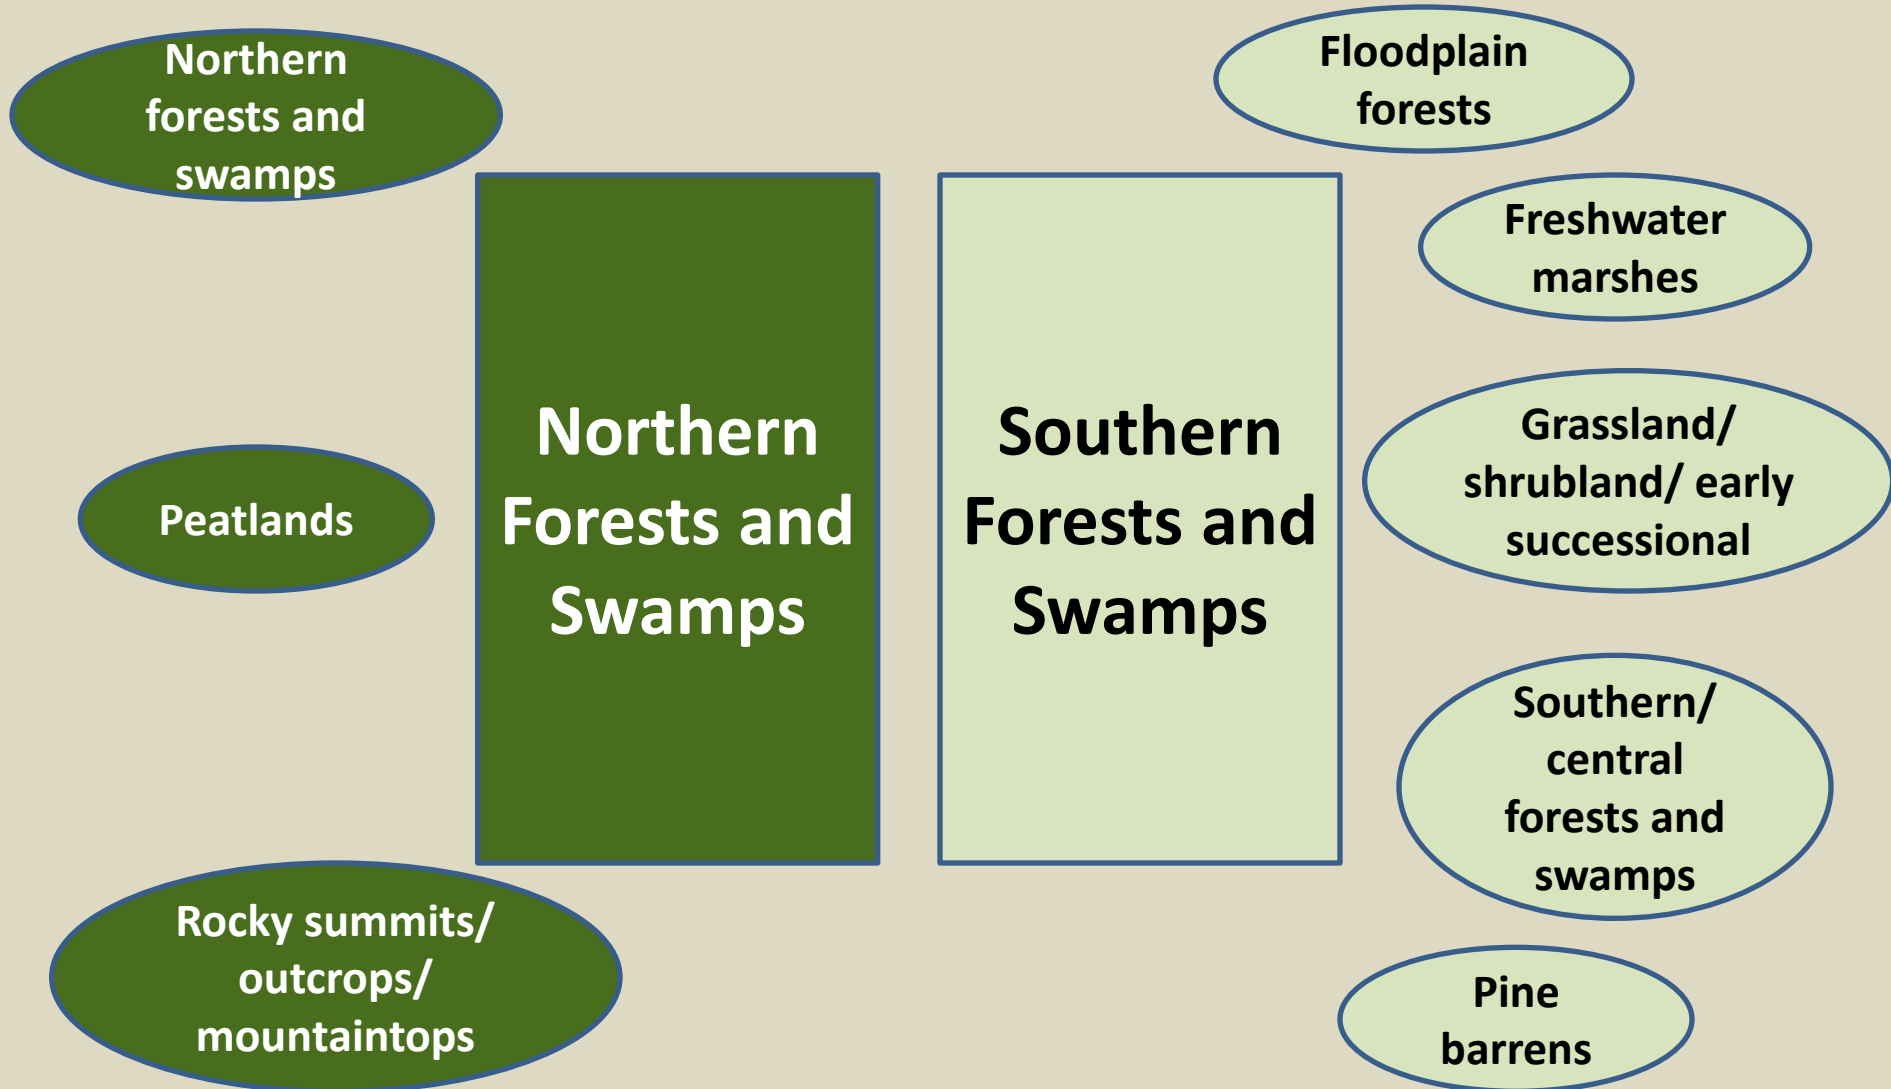 Northern
forests and
swamps
Peatlands
Rocky summits/
outcrops/
mountaintops
Northern
Forests and
Swamps
Southern
Forests and
Swamps
Floodplain
forests
Freshwater
marshes
Grassland/
shrubland/ early
successional
Southern/
central
forests and
swamps
Pine
barrens